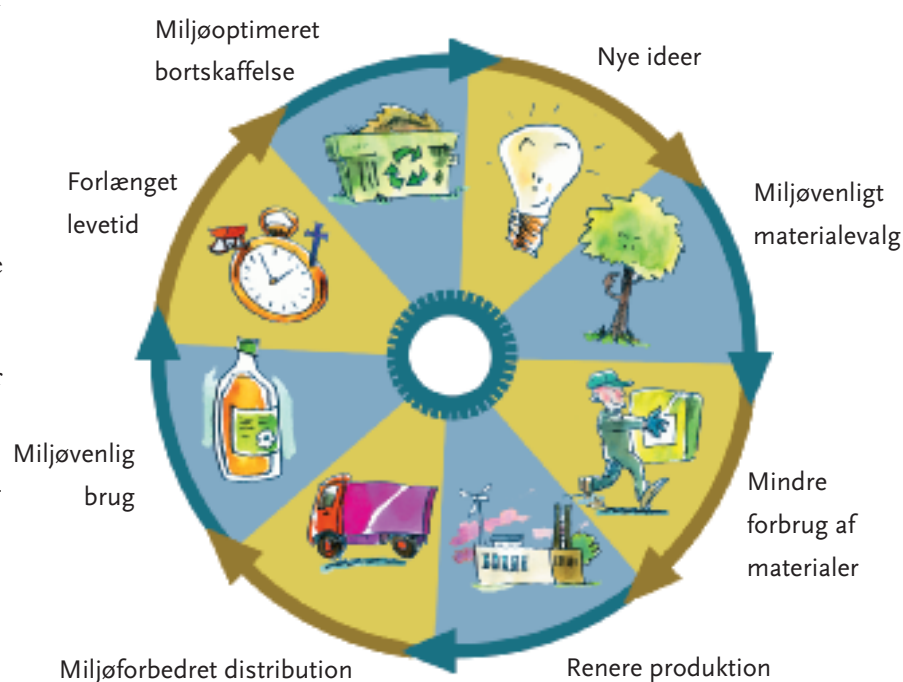 Miljøoptimeret
bortskaffelse
Nye ideer
Miljøvenligt
materialevalg
Mindre
forbrug af
materialer
Renere produktion
Miljøforbedret distribution
Miljøvenlig
brug
Forlænget
levetid